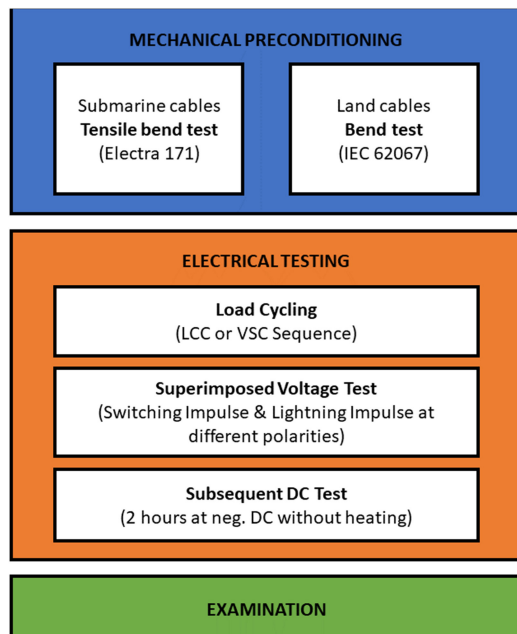 MECHANICAL PRECONDITIONING
Submarine cables
Tensile bend test
(Electra 171)
Land cables
Bend test
(IEC 62067)
ELECTRICAL TESTING
Load Cycling
(LCC or VSC Sequence)
Superimposed Voltage Test
(Switching Impulse & Lightning Impulse at
different polarities)
Subsequent DC Test
(2 hours at neg. DC without heating)
EXAMINATION